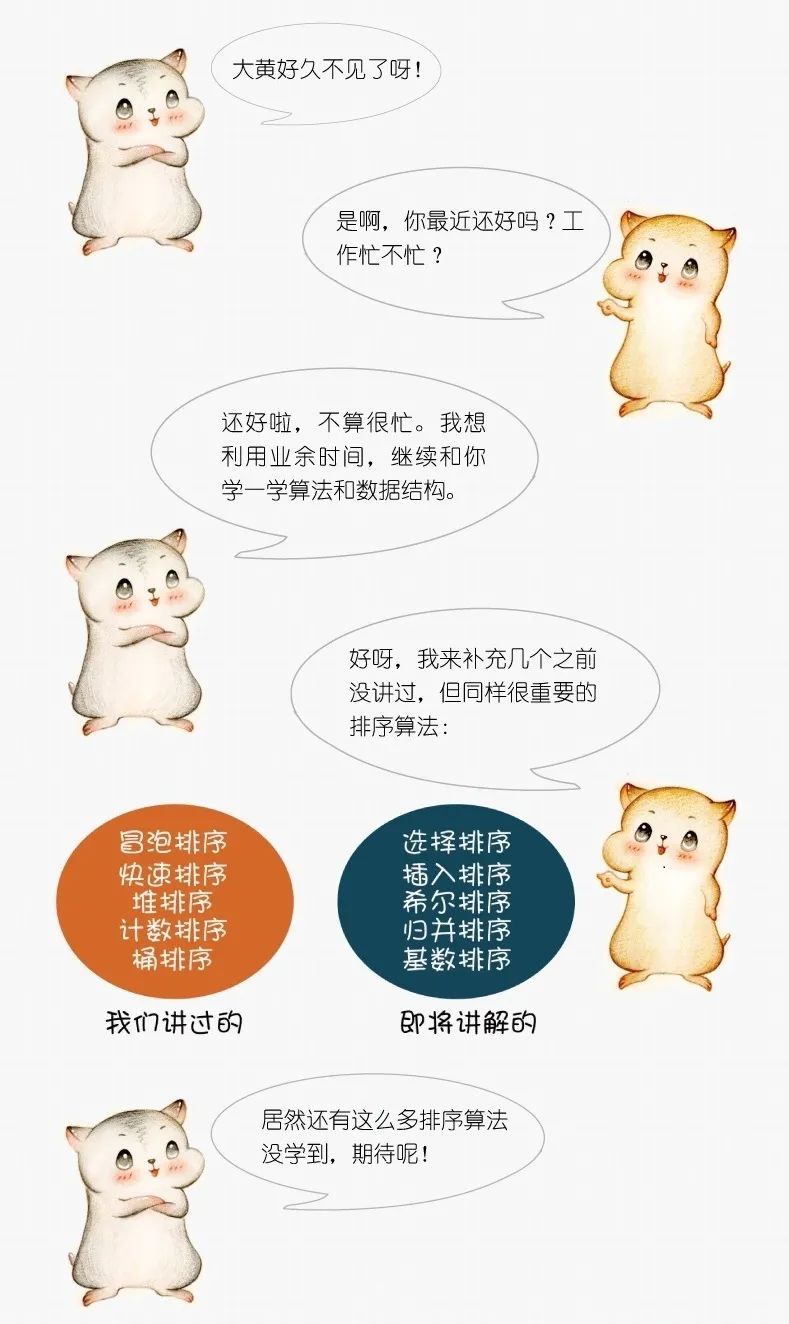 大黄好久不见了呀！
是啊，你最近还好吗？工
作忙不忙？
还好啦，不算很忙。我想
利用业余时间，继续和你
学一学算法和数据结构。
好呀，我来补充几个之前
没讲过，但同样很重要的
排序算法：
冒泡排序
快速排序
堆排序
计数排序
桶排序
我们讲过的
选择排序
插入排序
希尔排序
归并排序
基数排序
即将讲解的
居然还有这么多排序算法
没学到，期待呢！